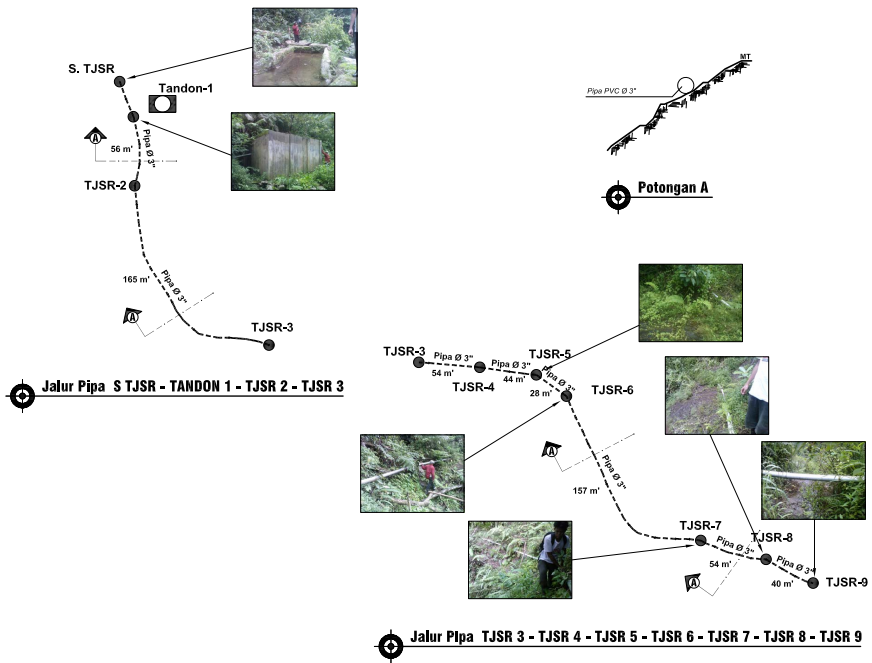 S. TJSR
Tandon-1
A
56 m'
Pipa Ø 3"
TJSR-2
165 m'
Pipa Ø 3"
A
TJSR-3
Jalur Pipa S TJSR - TANDON 1 - TJSR 2 - TJSR 3
MT
Pipa PVC Ø 3"
Potongan A
TJSR-3
Pipa Ø 3"
54 m'
TJSR-4
Pipa Ø 3"
44 m'
TJSR-5
Pipa Ø 3"
28 m'
TJSR-6
A
Pipa Ø 3"
157 m'
TJSR-7
Pipa Ø 3"
54 m'
A
TJSR-8
Pipa Ø 3"
40 m'
TJSR-9
Jalur PIpa TJSR 3 - TJSR 4 - TJSR 5 - TJSR 6 - TJSR 7 - TJSR 8 - TJSR 9